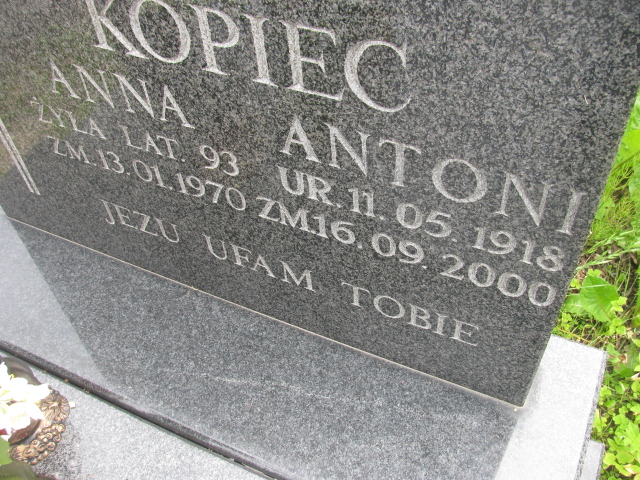 KOPIEC
ANNA
ŻYŁA LAT. 93
ZM. 13. 01. 1970
ANTONI
UR. 11. 05. 1918
ZM 16. 09. 2000
JEZU UFAM TOBIE